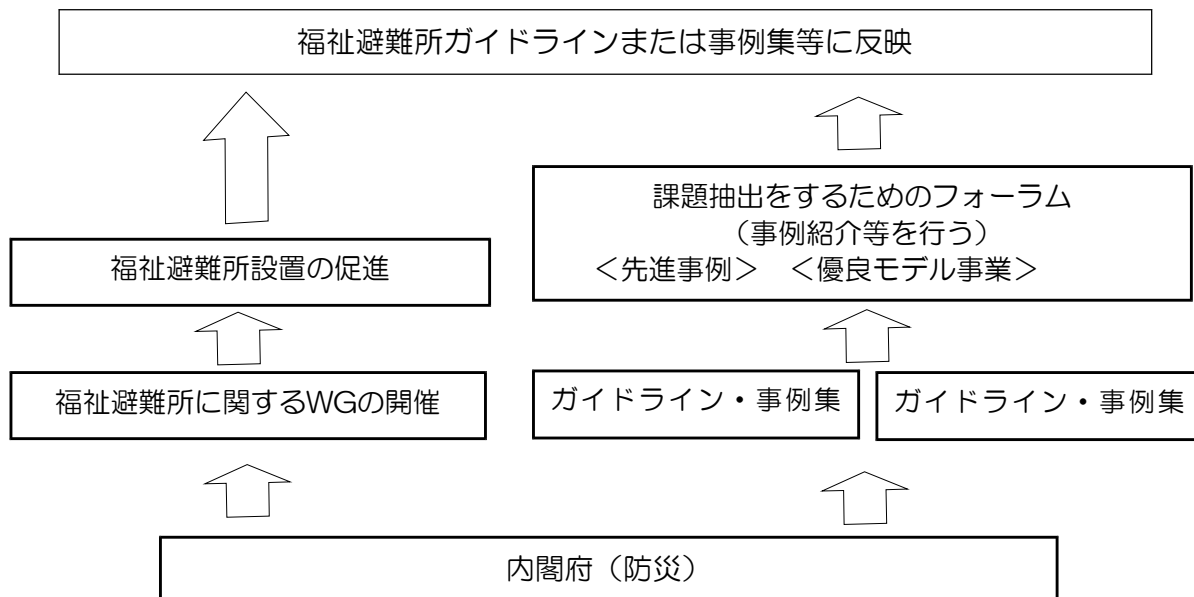 福祉避難所ガイドラインまたは事例集等に反映
課題抽出をするためのフォーラム
（事例紹介等を行う）
＜先進事例＞　＜優良モデル事業＞
福祉避難所設置の促進
福祉避難所に関するWGの開催
ガイドライン・事例集
ガイドライン・事例集
内閣府（防災）